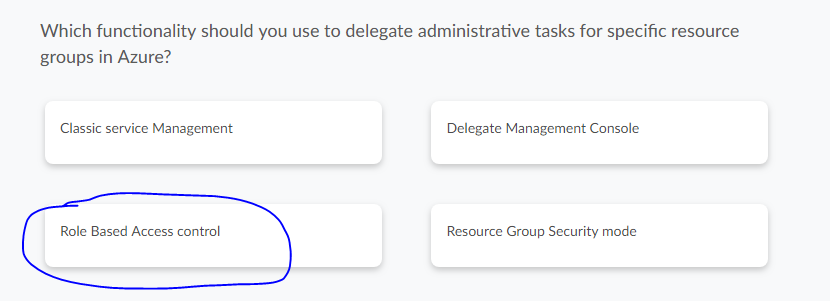 Which functionality should you use to delegate administrative tasks for specific resource
groups in Azure?
Classic service Management
Delegate Management Console
Role Based Access control
Resource Group Security mode